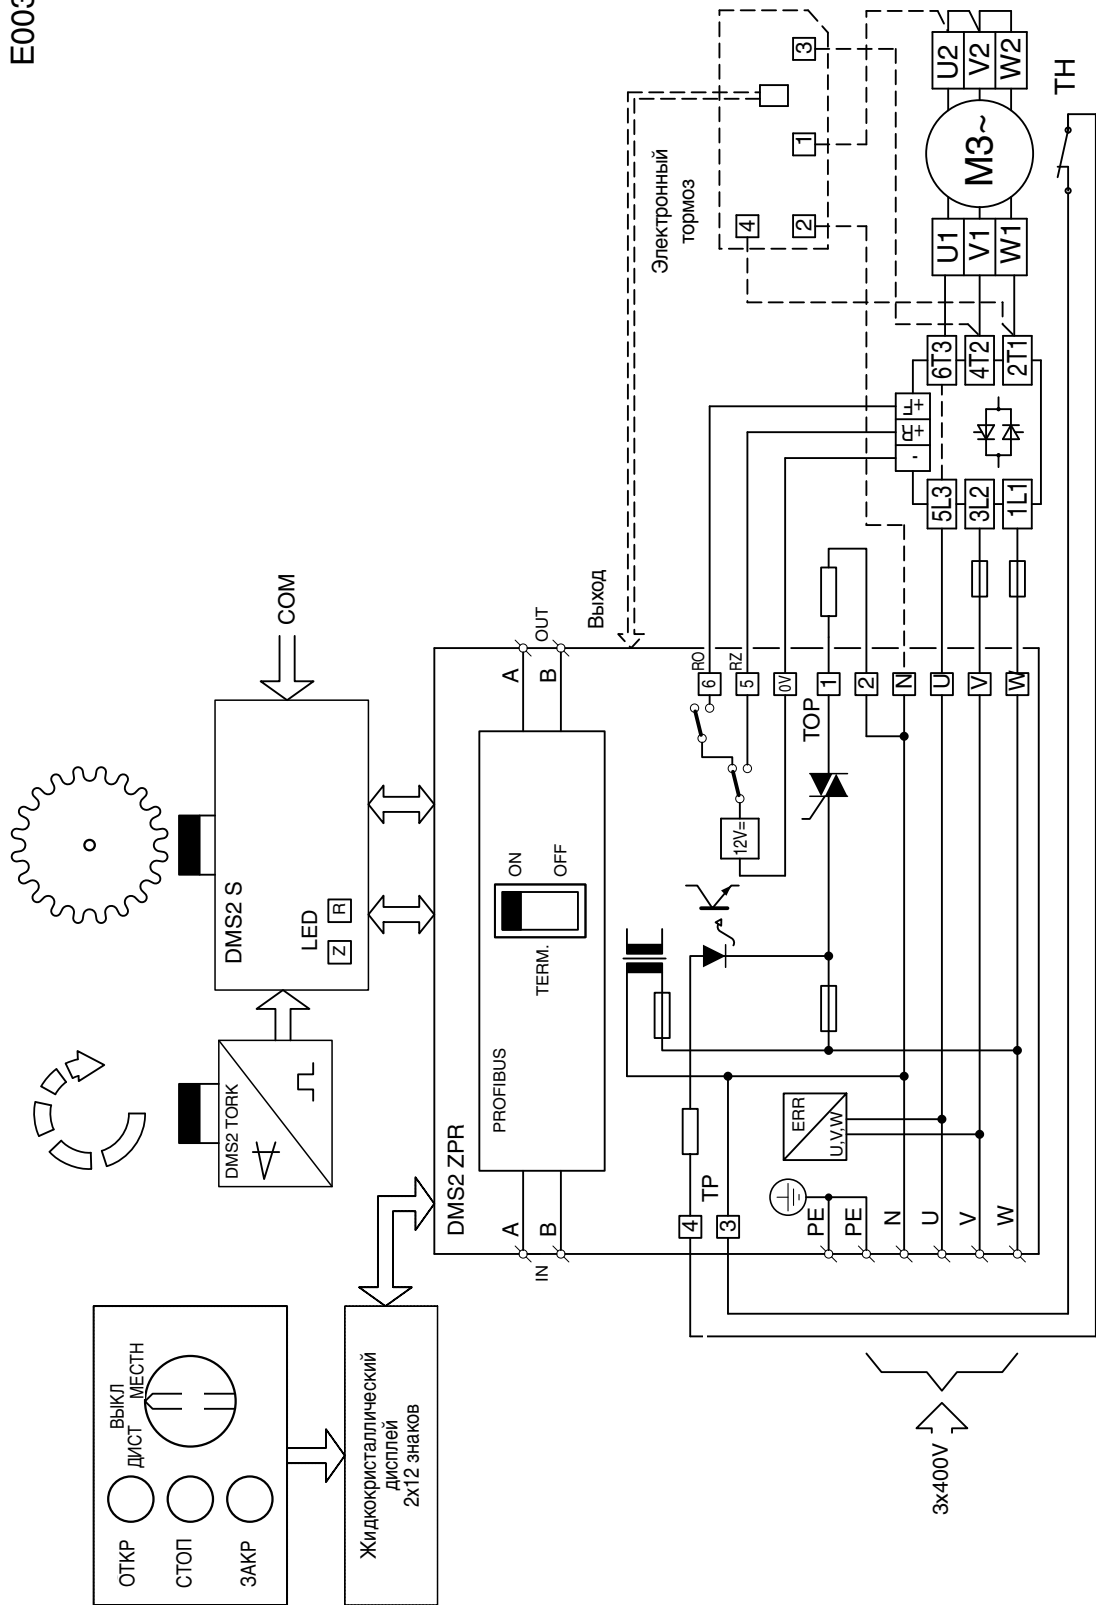 E003
ОТКР
СТОП
ЗАКР
ДИСТ
ВЫКЛ
МЕСТН
Жидкокристаллический
дисплей
2x12 знаков
DMS2 TORK
DMS2 S
LED
Z
R
COM
DMS2 ZPR
PROFIBUS
TERM.
ON
OFF
IN
A
B
A
B
OUT
Выход
Электронный
тормоз
4
2
1
3
4
3
TP
ERR
U,V,W
12V=
RO
6
RZ
5
0V
TOP
1
2
N
U
V
W
PE
PE
N
U
V
W
3x400V
-
+R
+F
5L3
3L2
1L1
6T3
4T2
2T1
U1
V1
W1
M3~
U2
V2
W2
TH